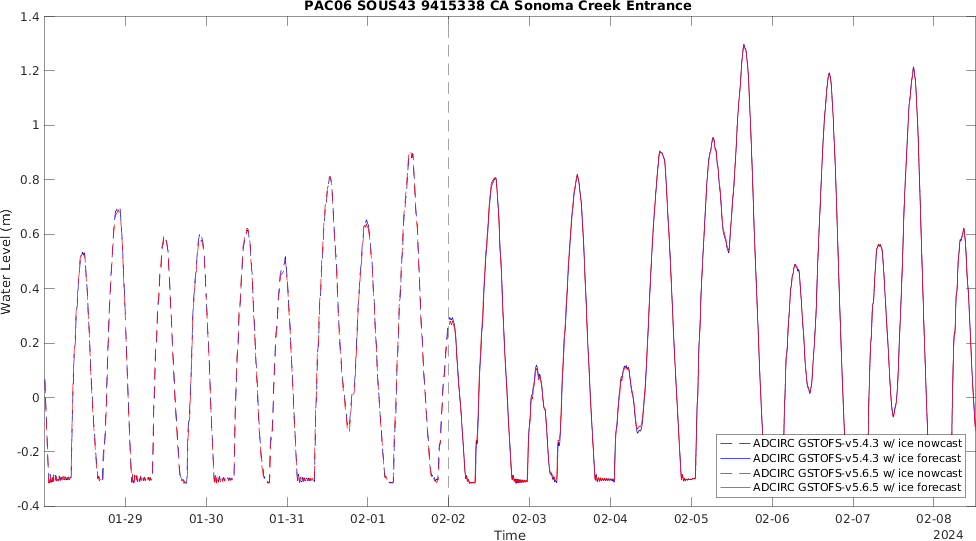 PAC06 SOUS43 9415338 CA Sonoma Creek Entrance
Water Level (m)
1.4
1.2
1
0.8
0.6
0.4
0.2
0
-0.2
-0.4
ADCIRC GSTOFS-v5.4.3 w/ ice nowcast
ADCIRC GSTOFS-v5.4.3 w/ ice forecast
ADCIRC GSTOFS-v5.6.5 w/ ice nowcast
ADCIRC GSTOFS-v5.6.5 w/ ice forecast
01-29 01-30 01-31 02-01 02-02 02-03 02-04 02-05 02-06 02-07 02-08
Time
2024